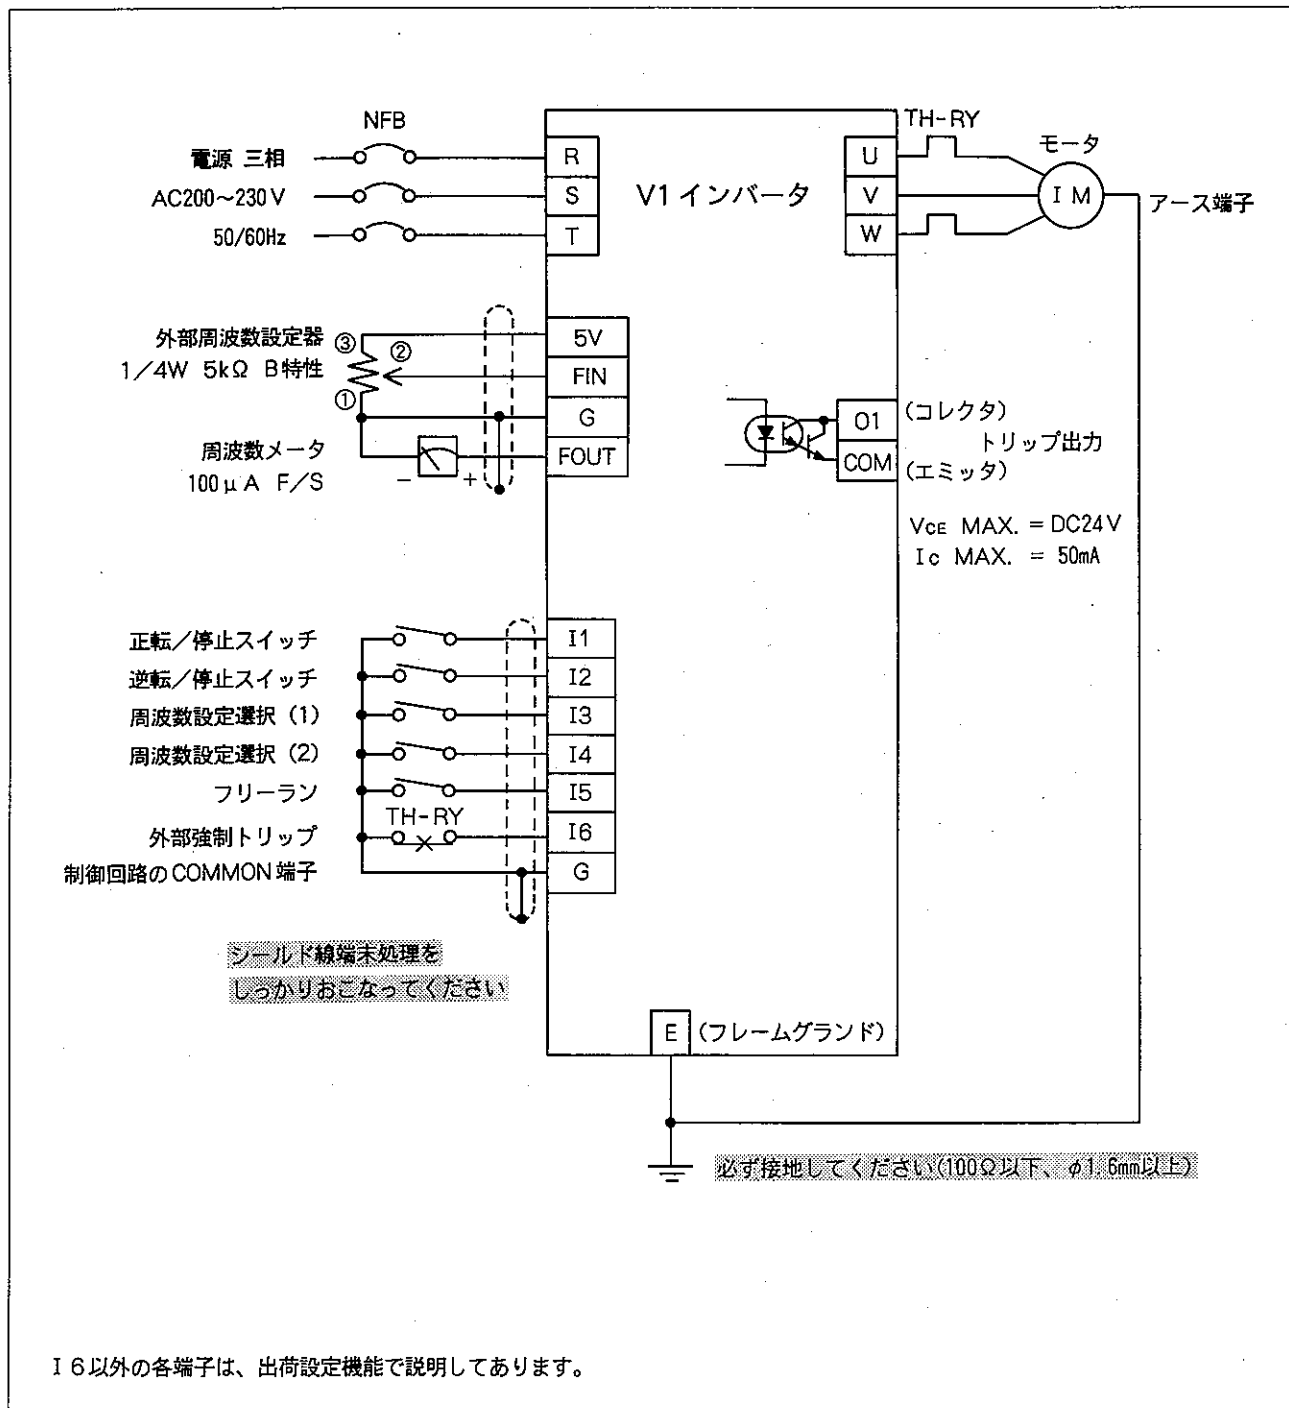 NFB
電源 三相
AC200～230V
50/60Hz
R
S
T
V1インバータ
TH-RY
U
V
W
モータ
IM
アース端子
外部周波数設定器
1／4W 5kΩ B特性
③
②
①
5V
FIN
G
FOUT
周波数メータ
100μA F／S
－
＋
O1
COM
(コレクタ)
トリップ出力
(エミッタ)
VCE MAX. = DC24V
Ic MAX. = 50mA
正転／停止スイッチ
逆転／停止スイッチ
周波数設定選択 (1)
周波数設定選択 (2)
フリーラン
TH-RY
外部強制トリップ
制御回路のCOMMON端子
I1
I2
I3
I4
I5
I6
G
シールド線端末処理を
しっかりおこなってください
E
(フレームグランド)
必ず接地してください(100Ω以下、φ1.6mm以上)
I6以外の各端子は、出荷設定機能で説明してあります。